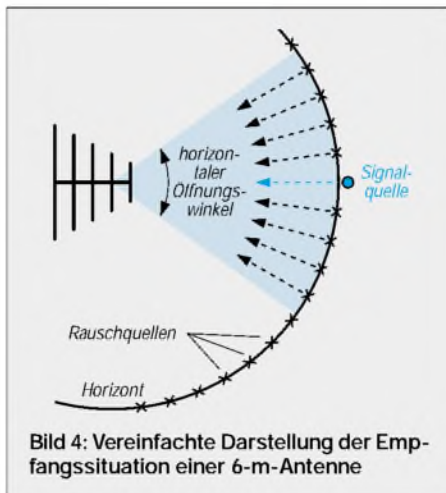 horizon-
taler
Öffnungs-
winkel
Signal-
quelle
Rauschquellen
Horizont
Bild 4: Vereinfachte Darstellung der Emp-
fangssituation einer 6-m-Antenne